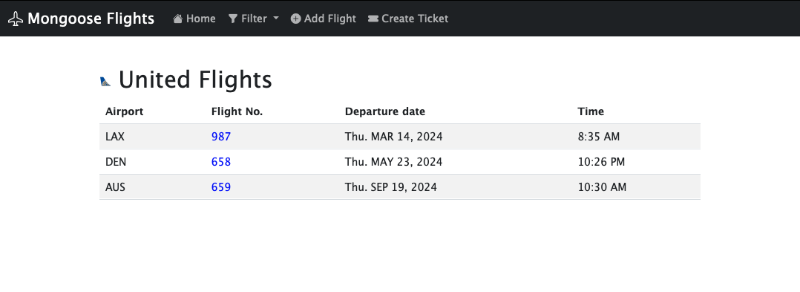 Mongoose Flights Home Filter Add Flight Create Ticket
United Flights
Airport Flight No. Departure date Time
LAX 987 Thu. MAR 14, 2024 8:35 AM
DEN 658 Thu. MAY 23, 2024 10:26 PM
AUS 659 Thu. SEP 19, 2024 10:30 AM